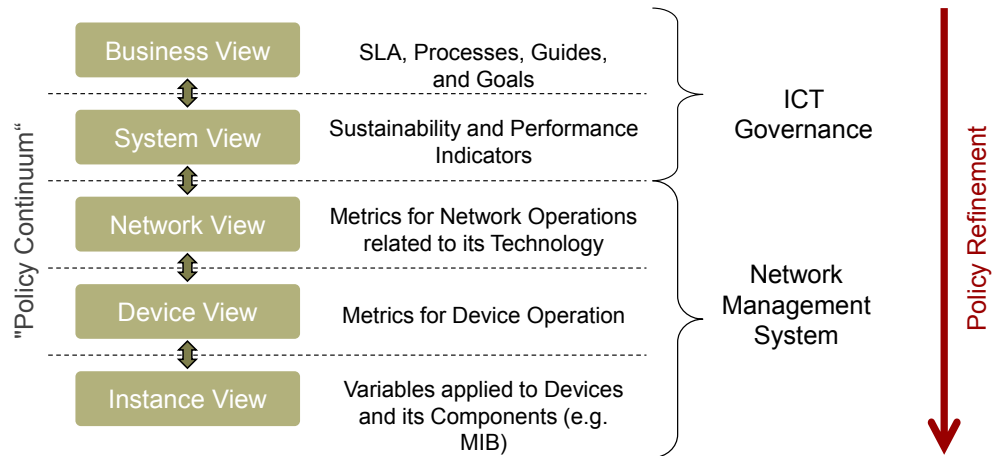 "Policy Continuum“
Business View
SLA, Processes, Guides,
and Goals
System View
Sustainability and Performance
Indicators
ICT
Governance
Network View
Metrics for Network Operations
related to its Technology
Device View
Metrics for Device Operation
Instance View
Variables applied to Devices
and its Components (e.g.
MIB)
Network
Management
System
Policy Refinement